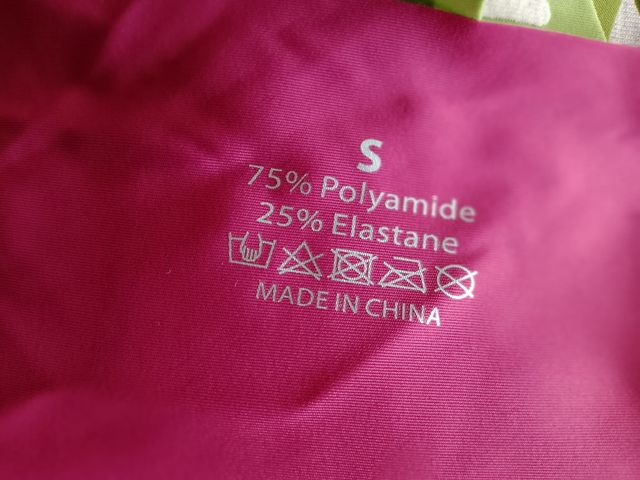 S
75% Polyamide
25% Elastane
MADE IN CHINA